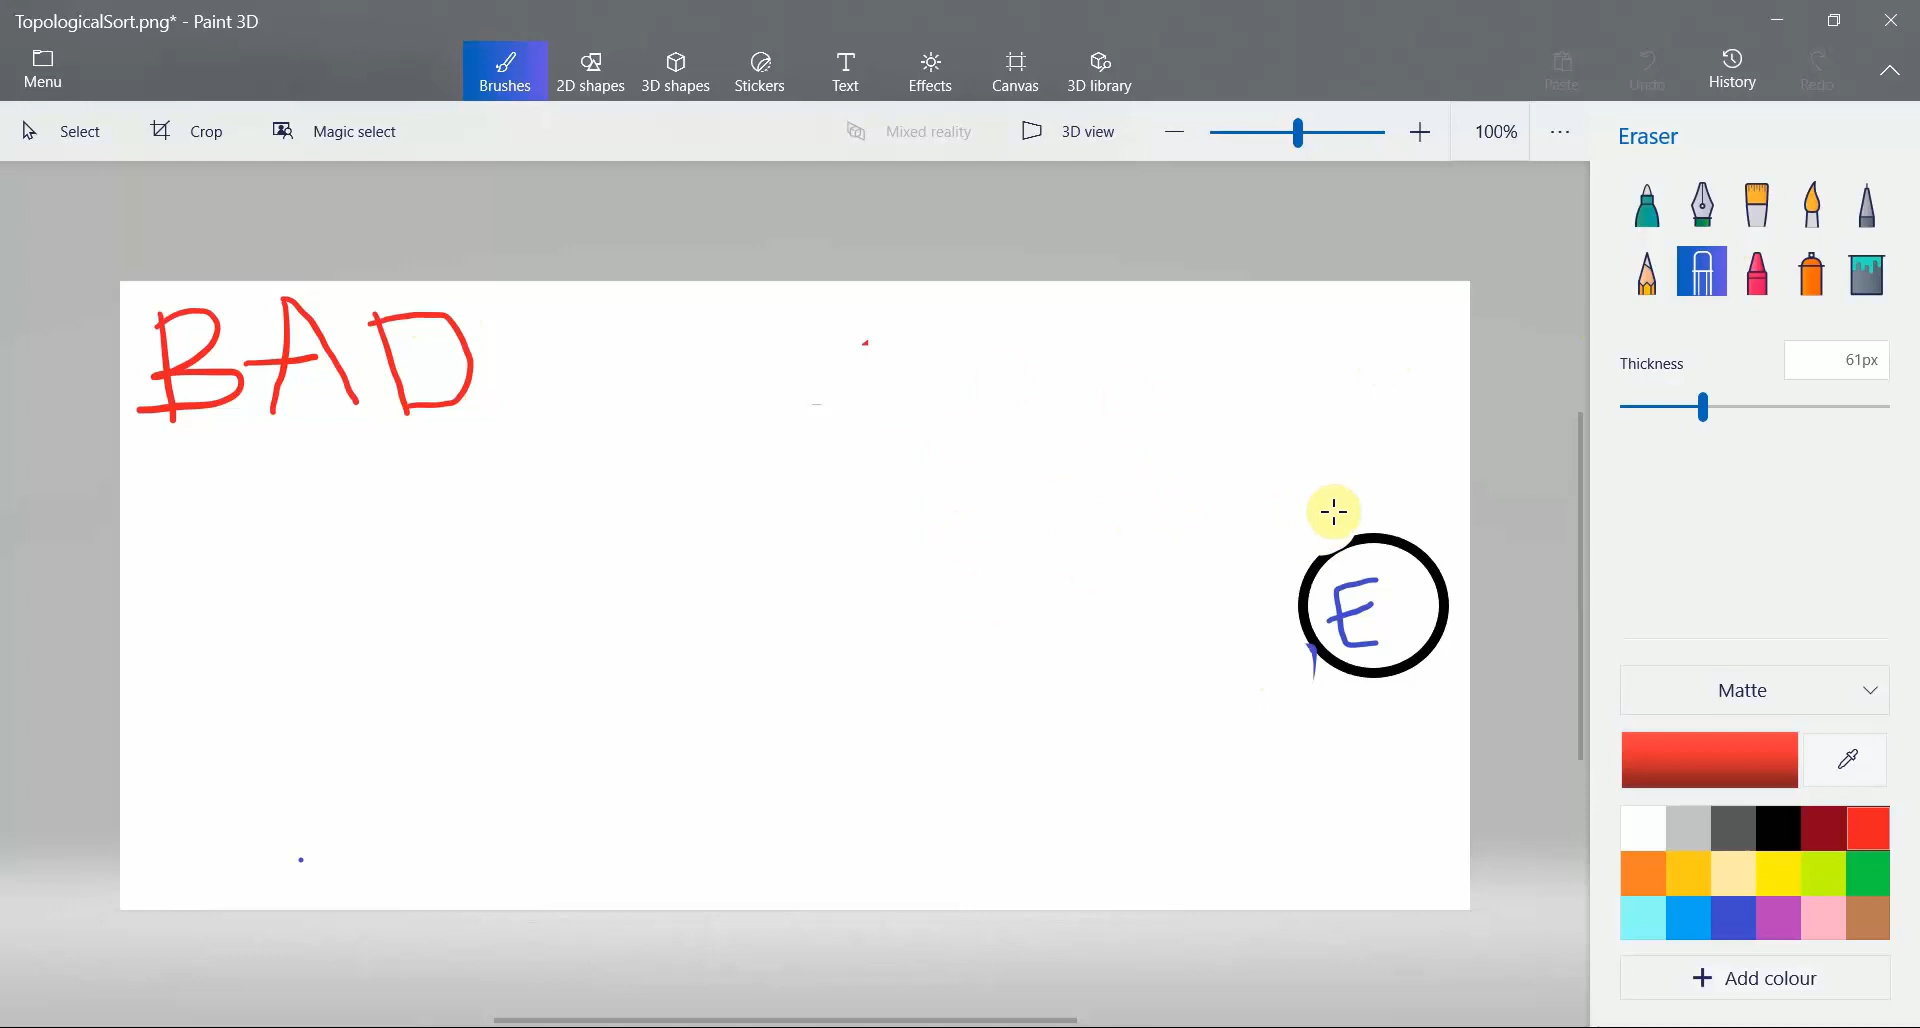 TopologicalSort.png* - Paint 3D
Menu
Brushes
2D shapes
3D shapes
Stickers
Text
Effects
Canvas
3D library
Paste
Undo
History
Redo
Select
Crop
Magic select
Mixed reality
3D view
100%
Eraser
Thickness
61px
BAD
E
Matte
Add colour